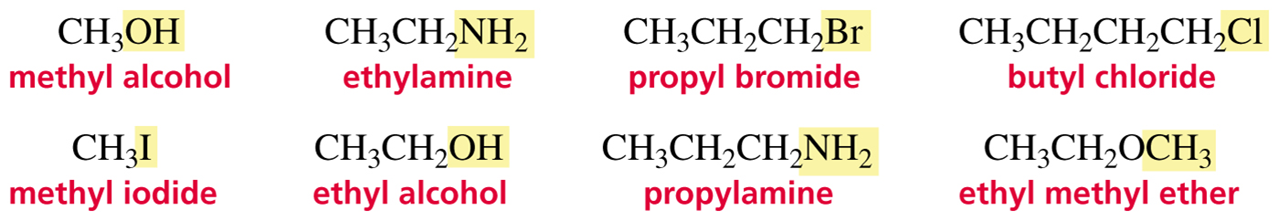 CH₃OH CH₃CH₂NH₂ CH₃CH₂CH₂Br CH₃CH₂CH₂CH₂Cl
methyl alcohol ethylamine propyl bromide butyl chloride
CH₃I CH₃CH₂OH CH₃CH₂CH₂NH₂ CH₃CH₂OCH₃
methyl iodide ethyl alcohol propylamine ethyl methyl ether